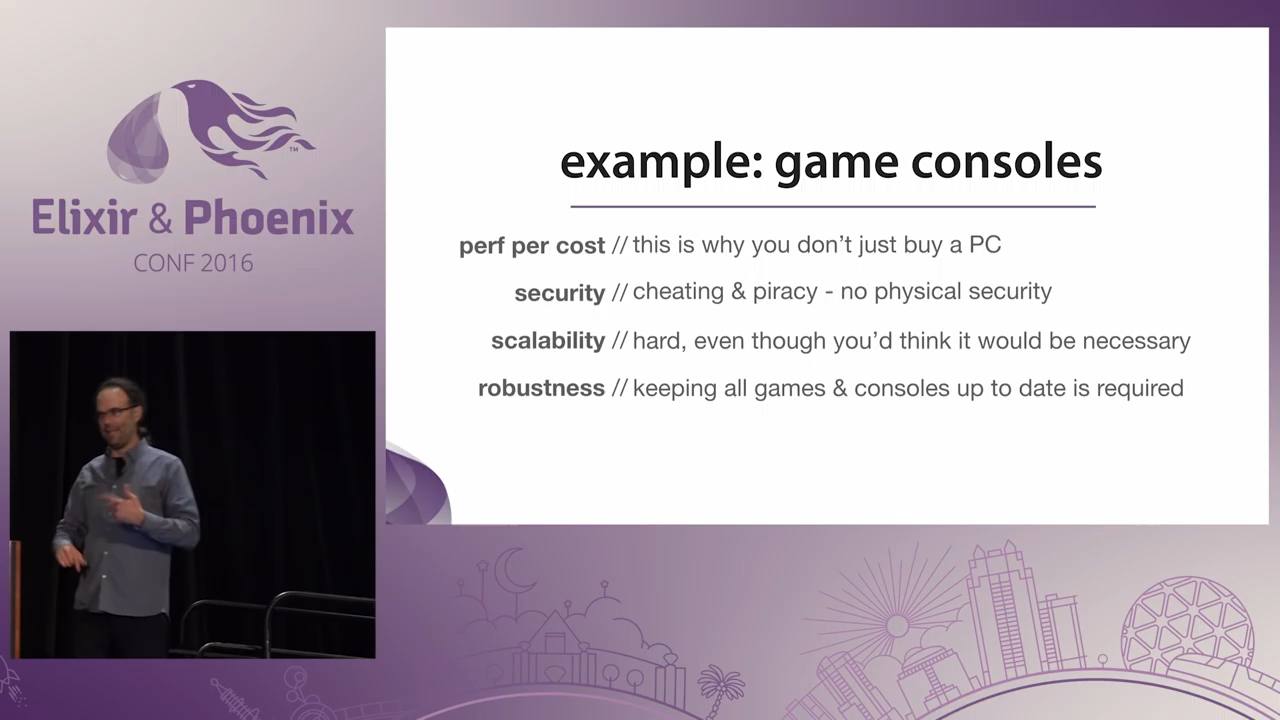 Elixir & Phoenix
TM
CONF 2016
example: game consoles
perf per cost // this is why you don't just buy a PC
security // cheating & piracy - no physical security
scalability // hard, even though you'd think it would be necessary
robustness // keeping all games & consoles up to date is required